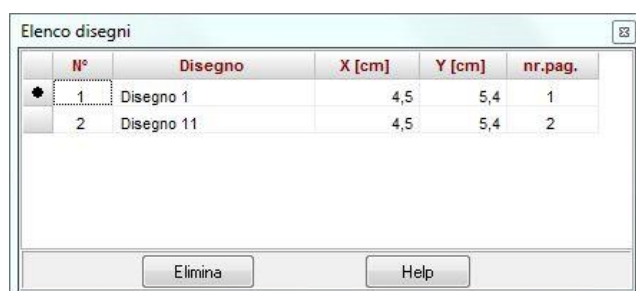 Elenco disegni
N° Disegno X [cm] Y [cm] nr.pag.
1 Disegno 1 4,5 5,4 1
2 Disegno 11 4,5 5,4 2
Elimina Help